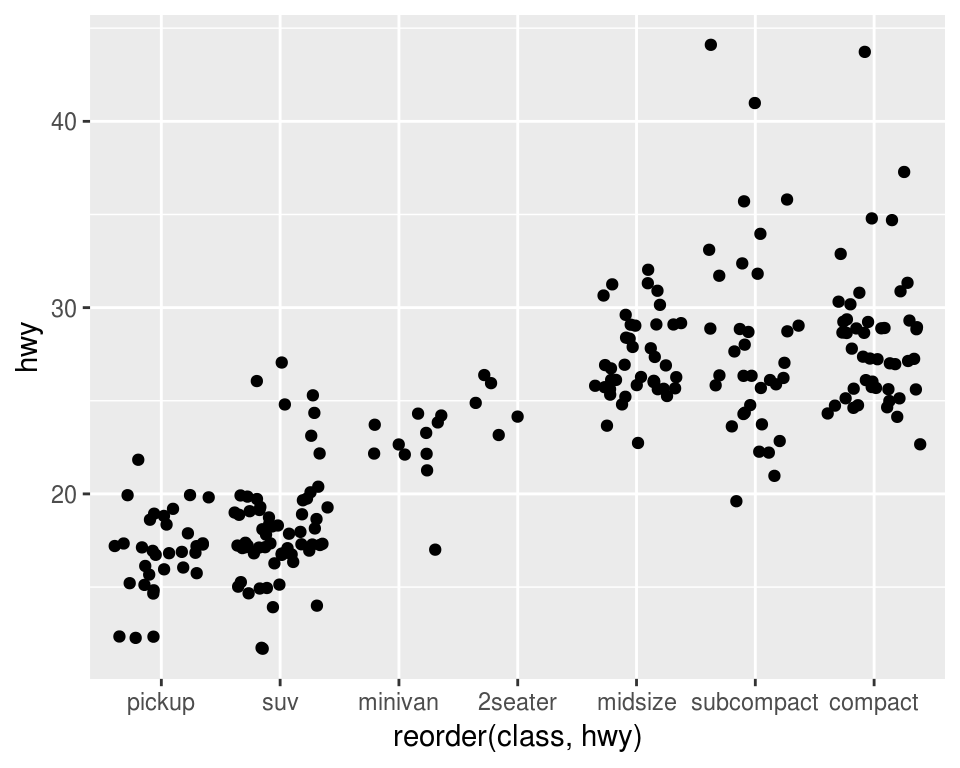 hwy
40
30
20
pickup suv minivan 2seater midsize subcompact compact
reorder(class, hwy)